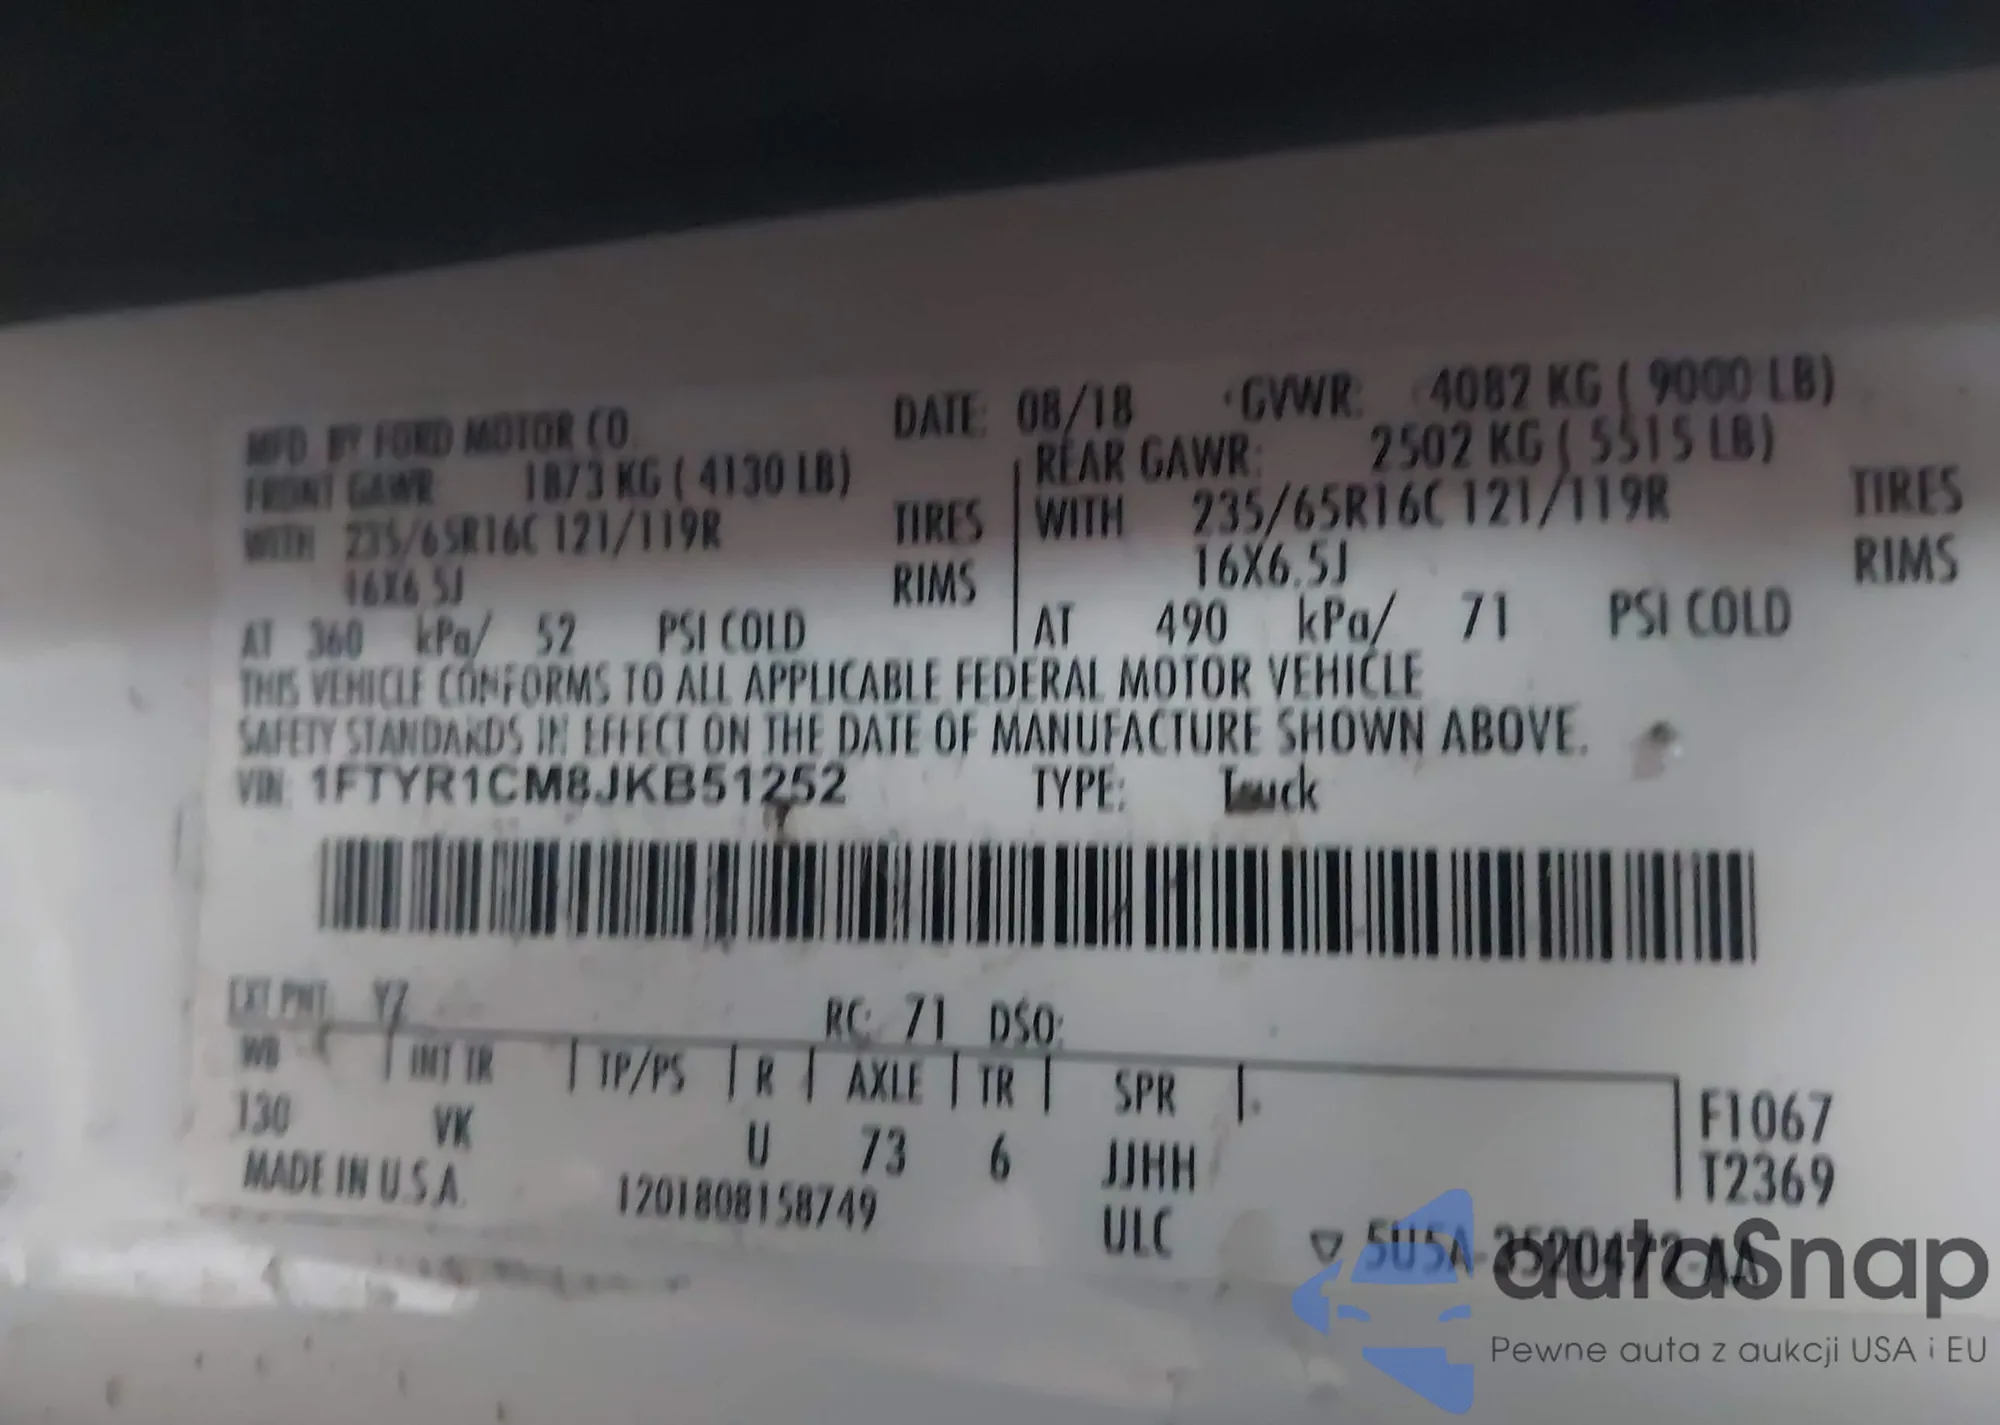 MFD. BY FORD MOTOR CO. DATE: 08/18 GVWR: 4082 KG ( 9000 LB)
FRONT GAWR: 1873 KG ( 4130 LB) REAR GAWR: 2502 KG ( 5515 LB)
WITH 235/65R16C 121/119R TIRES WITH 235/65R16C 121/119R TIRES
16X6.5J RIMS 16X6.5J RIMS
AT 360 kPa/ 52 PSI COLD AT 490 kPa/ 71 PSI COLD
THIS VEHICLE CONFORMS TO ALL APPLICABLE FEDERAL MOTOR VEHICLE
SAFETY STANDARDS IN EFFECT ON THE DATE OF MANUFACTURE SHOWN ABOVE.
VIN: 1FTYR1CM8JKB51252 TYPE: Truck
EXT PNT: YZ RC: 71 DSO:
WB INT TR TP/PS R AXLE TR SPR F1067
130 VK U 73 6 JJHH T2369
MADE IN U.S.A. 1201808158749 ULC
5U5A-3520472-AA
autoSnap
Pewne auta z aukcji USA i EU